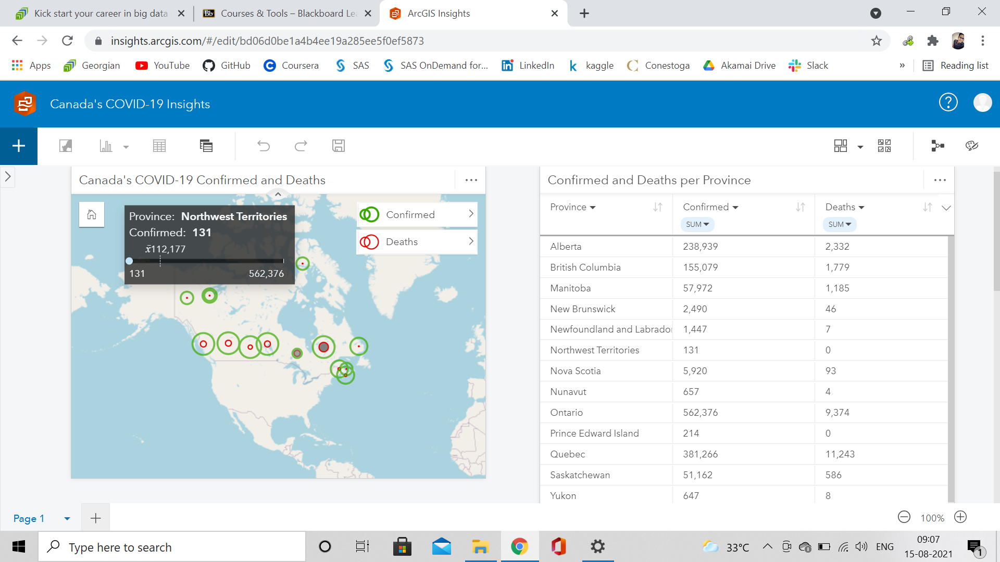 Kick start your career in big data
Courses & Tools – Blackboard Lea
ArcGIS Insights
insights.arcgis.com/#/edit/bd06d0be1a4b4ee19a285ee5f0ef5873
Apps
Georgian
YouTube
GitHub
Coursera
SAS
SAS OnDemand for...
LinkedIn
kaggle
Conestoga
Akamai Drive
Slack
»
Reading list
Canada's COVID-19 Insights
Canada's COVID-19 Confirmed and Deaths
Province: Northwest Territories
Confirmed: 131
x̄112,177
131 562,376
Confirmed
Deaths
Confirmed and Deaths per Province
Province Confirmed Deaths
SUM SUM
Alberta 238,939 2,332
British Columbia 155,079 1,779
Manitoba 57,972 1,185
New Brunswick 2,490 46
Newfoundland and Labrador 1,447 7
Northwest Territories 131 0
Nova Scotia 5,920 93
Nunavut 657 4
Ontario 562,376 9,374
Prince Edward Island 214 0
Quebec 381,266 11,243
Saskatchewan 51,162 586
Yukon 647 8
Page 1
100%
Type here to search
33°C
ENG
09:07
15-08-2021
1